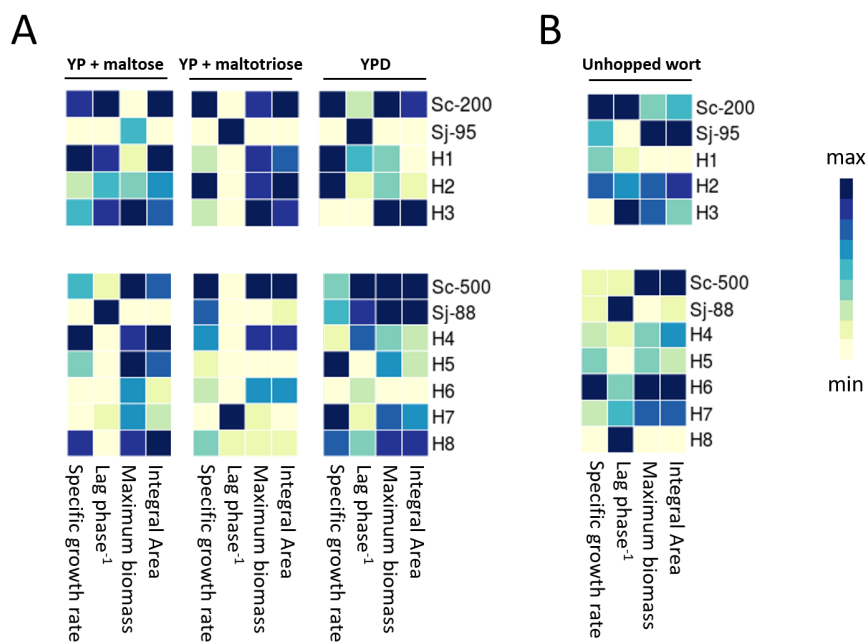 A
B
YP + maltose
YP + maltotriose
YPD
Unhopped wort
Sc-200
Sj-95
H1
H2
H3
Sc-200
Sj-95
H1
H2
H3
max
min
Sc-500
Sj-88
H4
H5
H6
H7
H8
Sc-500
Sj-88
H4
H5
H6
H7
H8
Specific growth rate
Lag phase⁻¹
Maximum biomass
Integral Area
Specific growth rate
Lag phase⁻¹
Maximum biomass
Integral Area
Specific growth rate
Lag phase⁻¹
Maximum biomass
Integral Area
Specific growth rate
Lag phase⁻¹
Maximum biomass
Integral Area